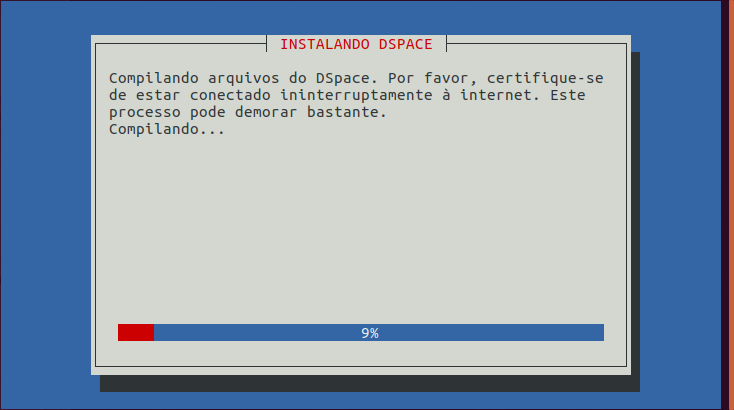 INSTALANDO DSPACE
Compilando arquivos do DSpace. Por favor, certifique-se
de estar conectado ininterruptamente à internet. Este
processo pode demorar bastante.
Compilando...
9%